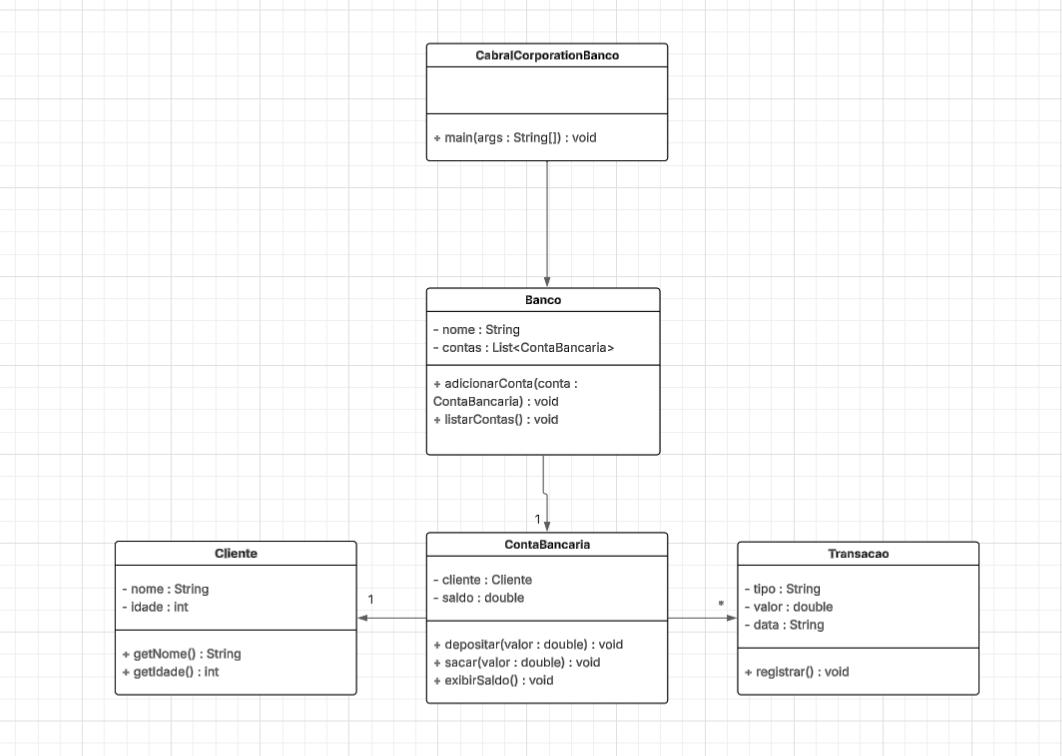 CabralCorporationBanco
+ main(args : String[]) : void
Banco
- nome : String
- contas : List<ContaBancaria>
+ adicionarConta(conta :
ContaBancaria) : void
+ listarContas() : void
1
Cliente
- nome : String
- idade : int
+ getNome() : String
+ getIdade() : int
1
ContaBancaria
- cliente : Cliente
- saldo : double
+ depositar(valor : double) : void
+ sacar(valor : double) : void
+ exibirSaldo() : void
*
Transacao
- tipo : String
- valor : double
- data : String
+ registrar() : void